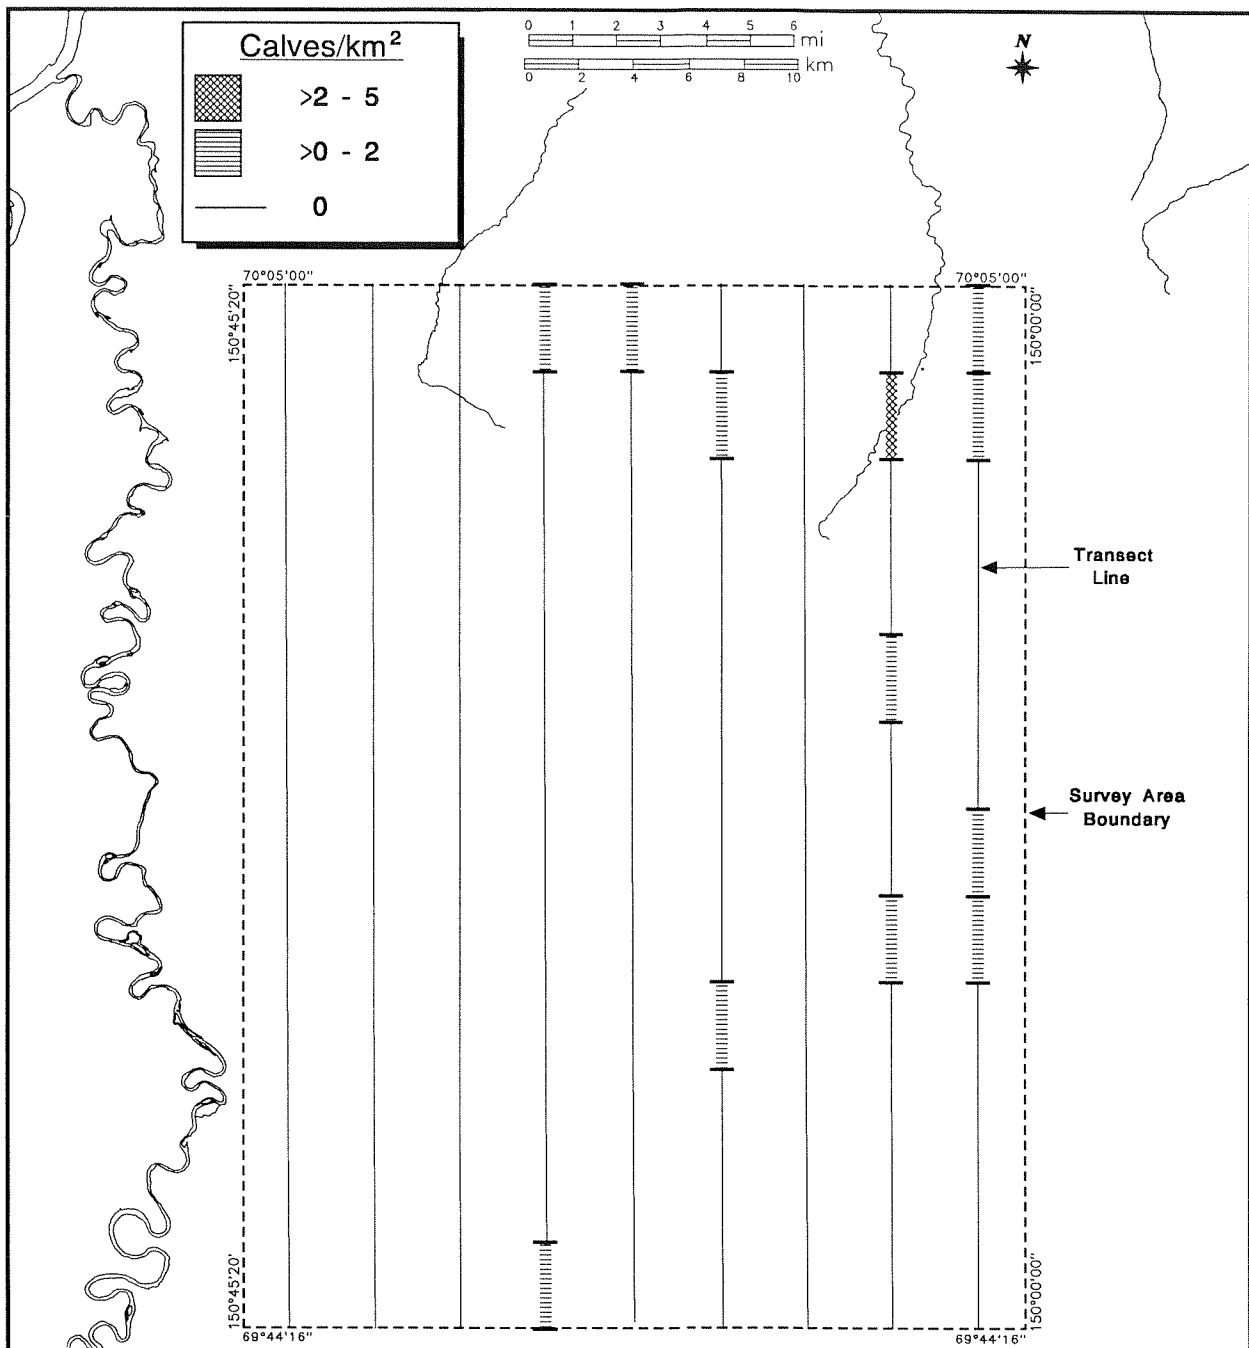 Calves/km²
>2 - 5
>0 - 2
0
0 1 2 3 4 5 6
mi
km
0 2 4 6 8 10
N
70°05'00"
70°05'00"
150°45'20"
150°00'00"
Transect
Line
Survey Area
Boundary
150°45'20'
150°00'00"
69°44'16"
69°44'16"